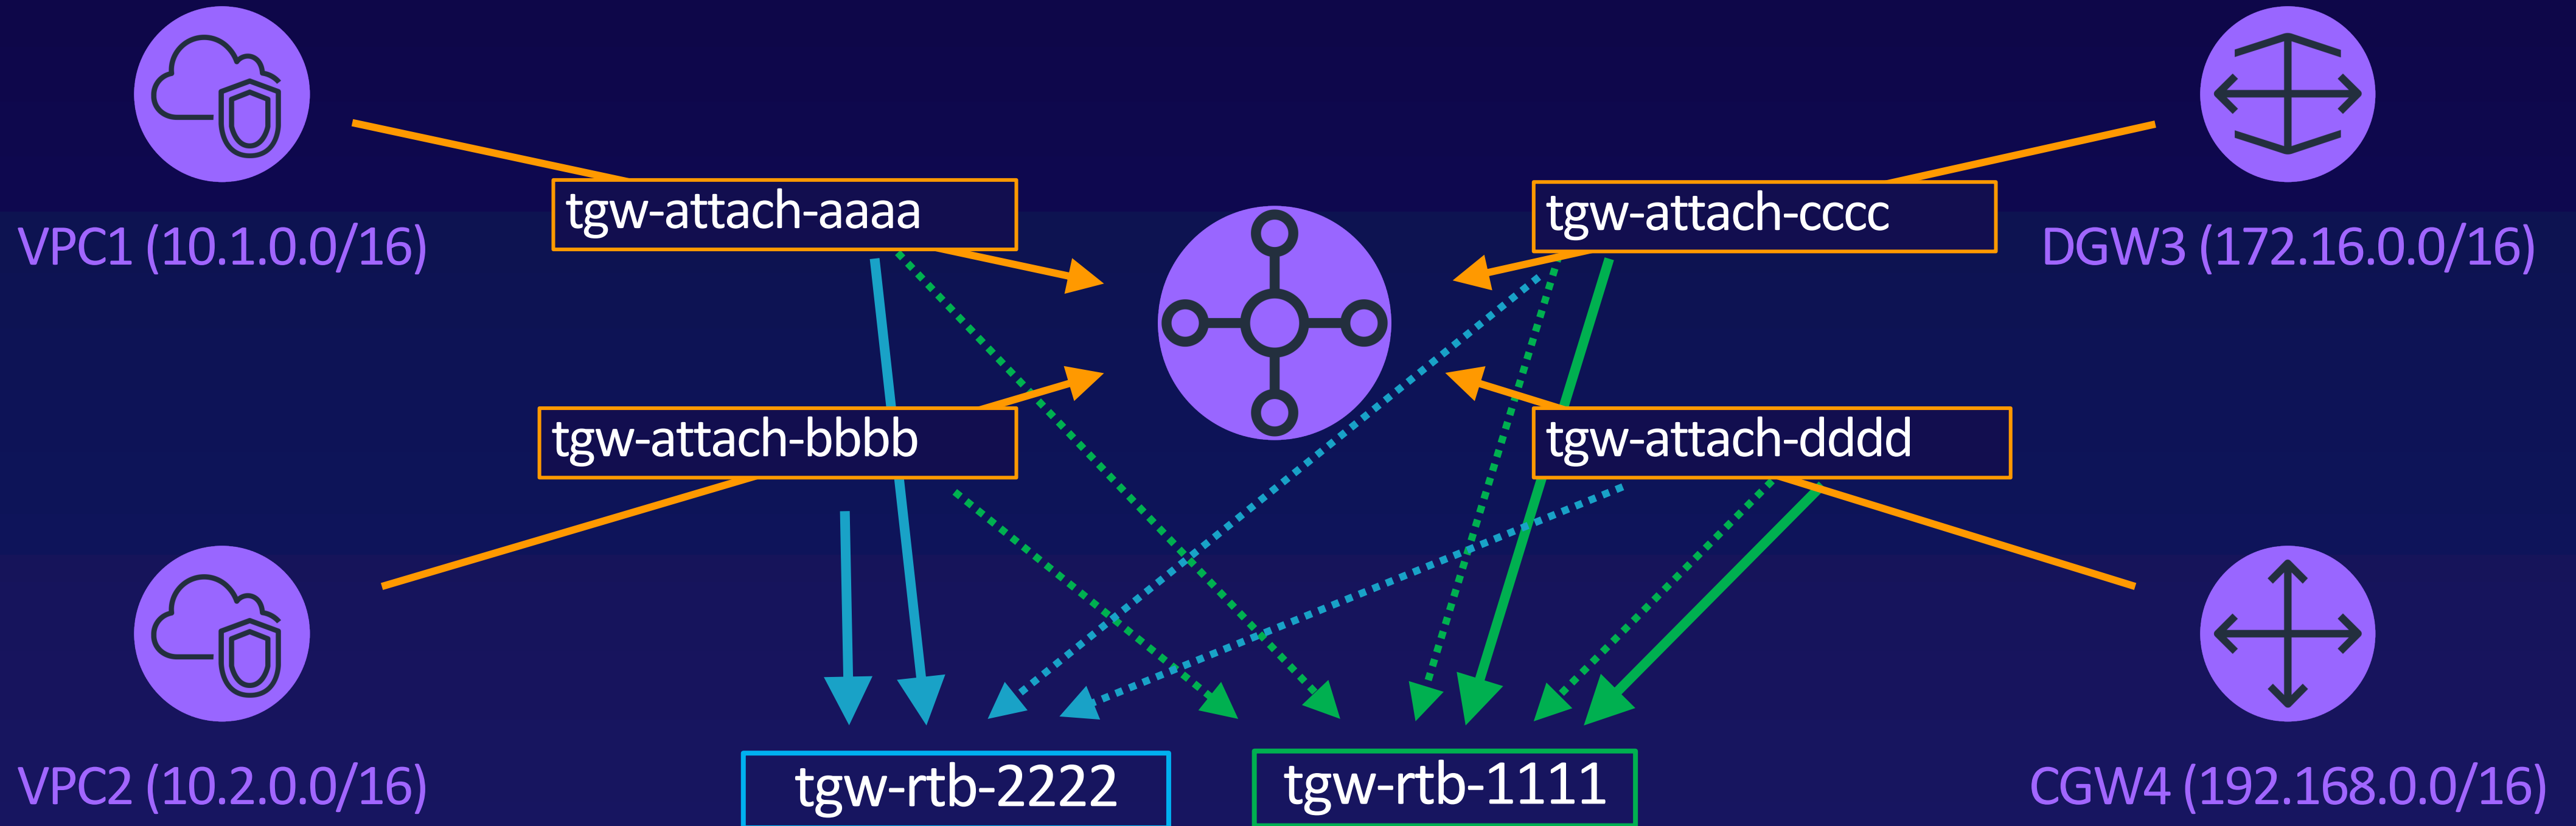 tgw-attach-aaaa
tgw-attach-cccc
VPC1 (10.1.0.0/16)
DGW3 (172.16.0.0/16)
tgw-attach-bbbb
tgw-attach-dddd
VPC2 (10.2.0.0/16)
tgw-rtb-2222
tgw-rtb-1111
CGW4 (192.168.0.0/16)